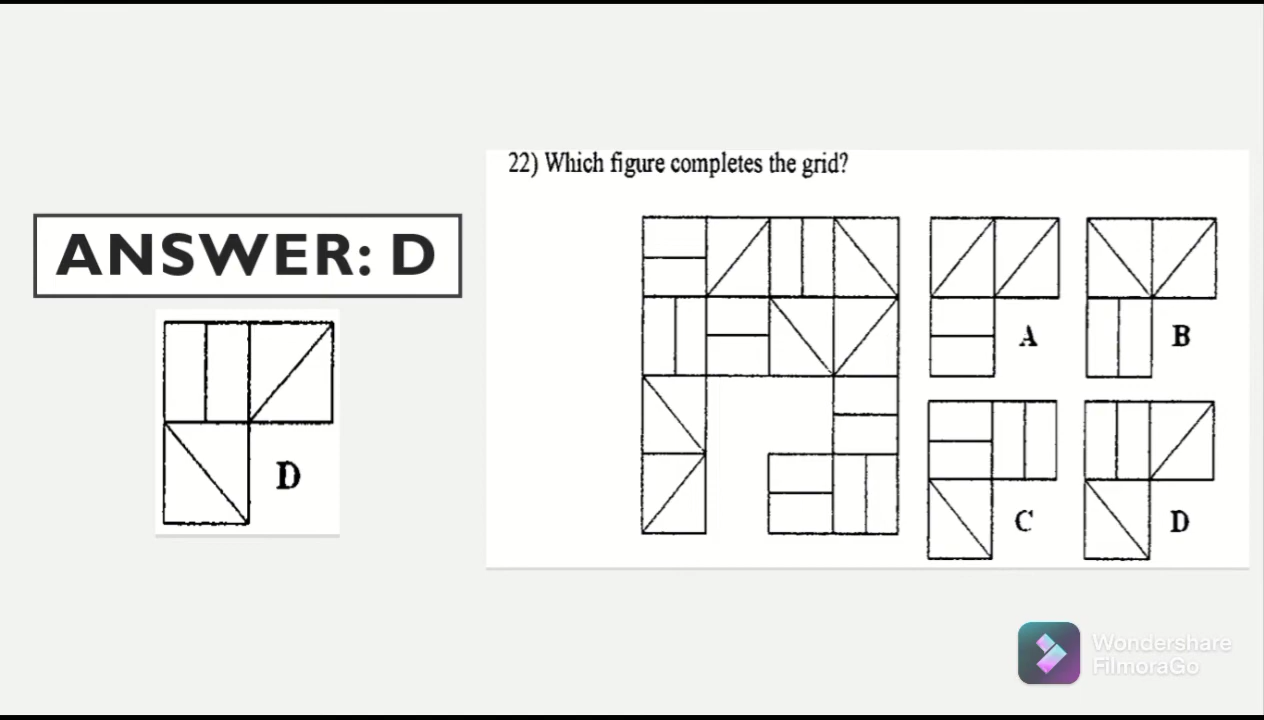 22) Which figure completes the grid?
ANSWER: D
D
A
B
C
D
Wondershare
FilmoraGo